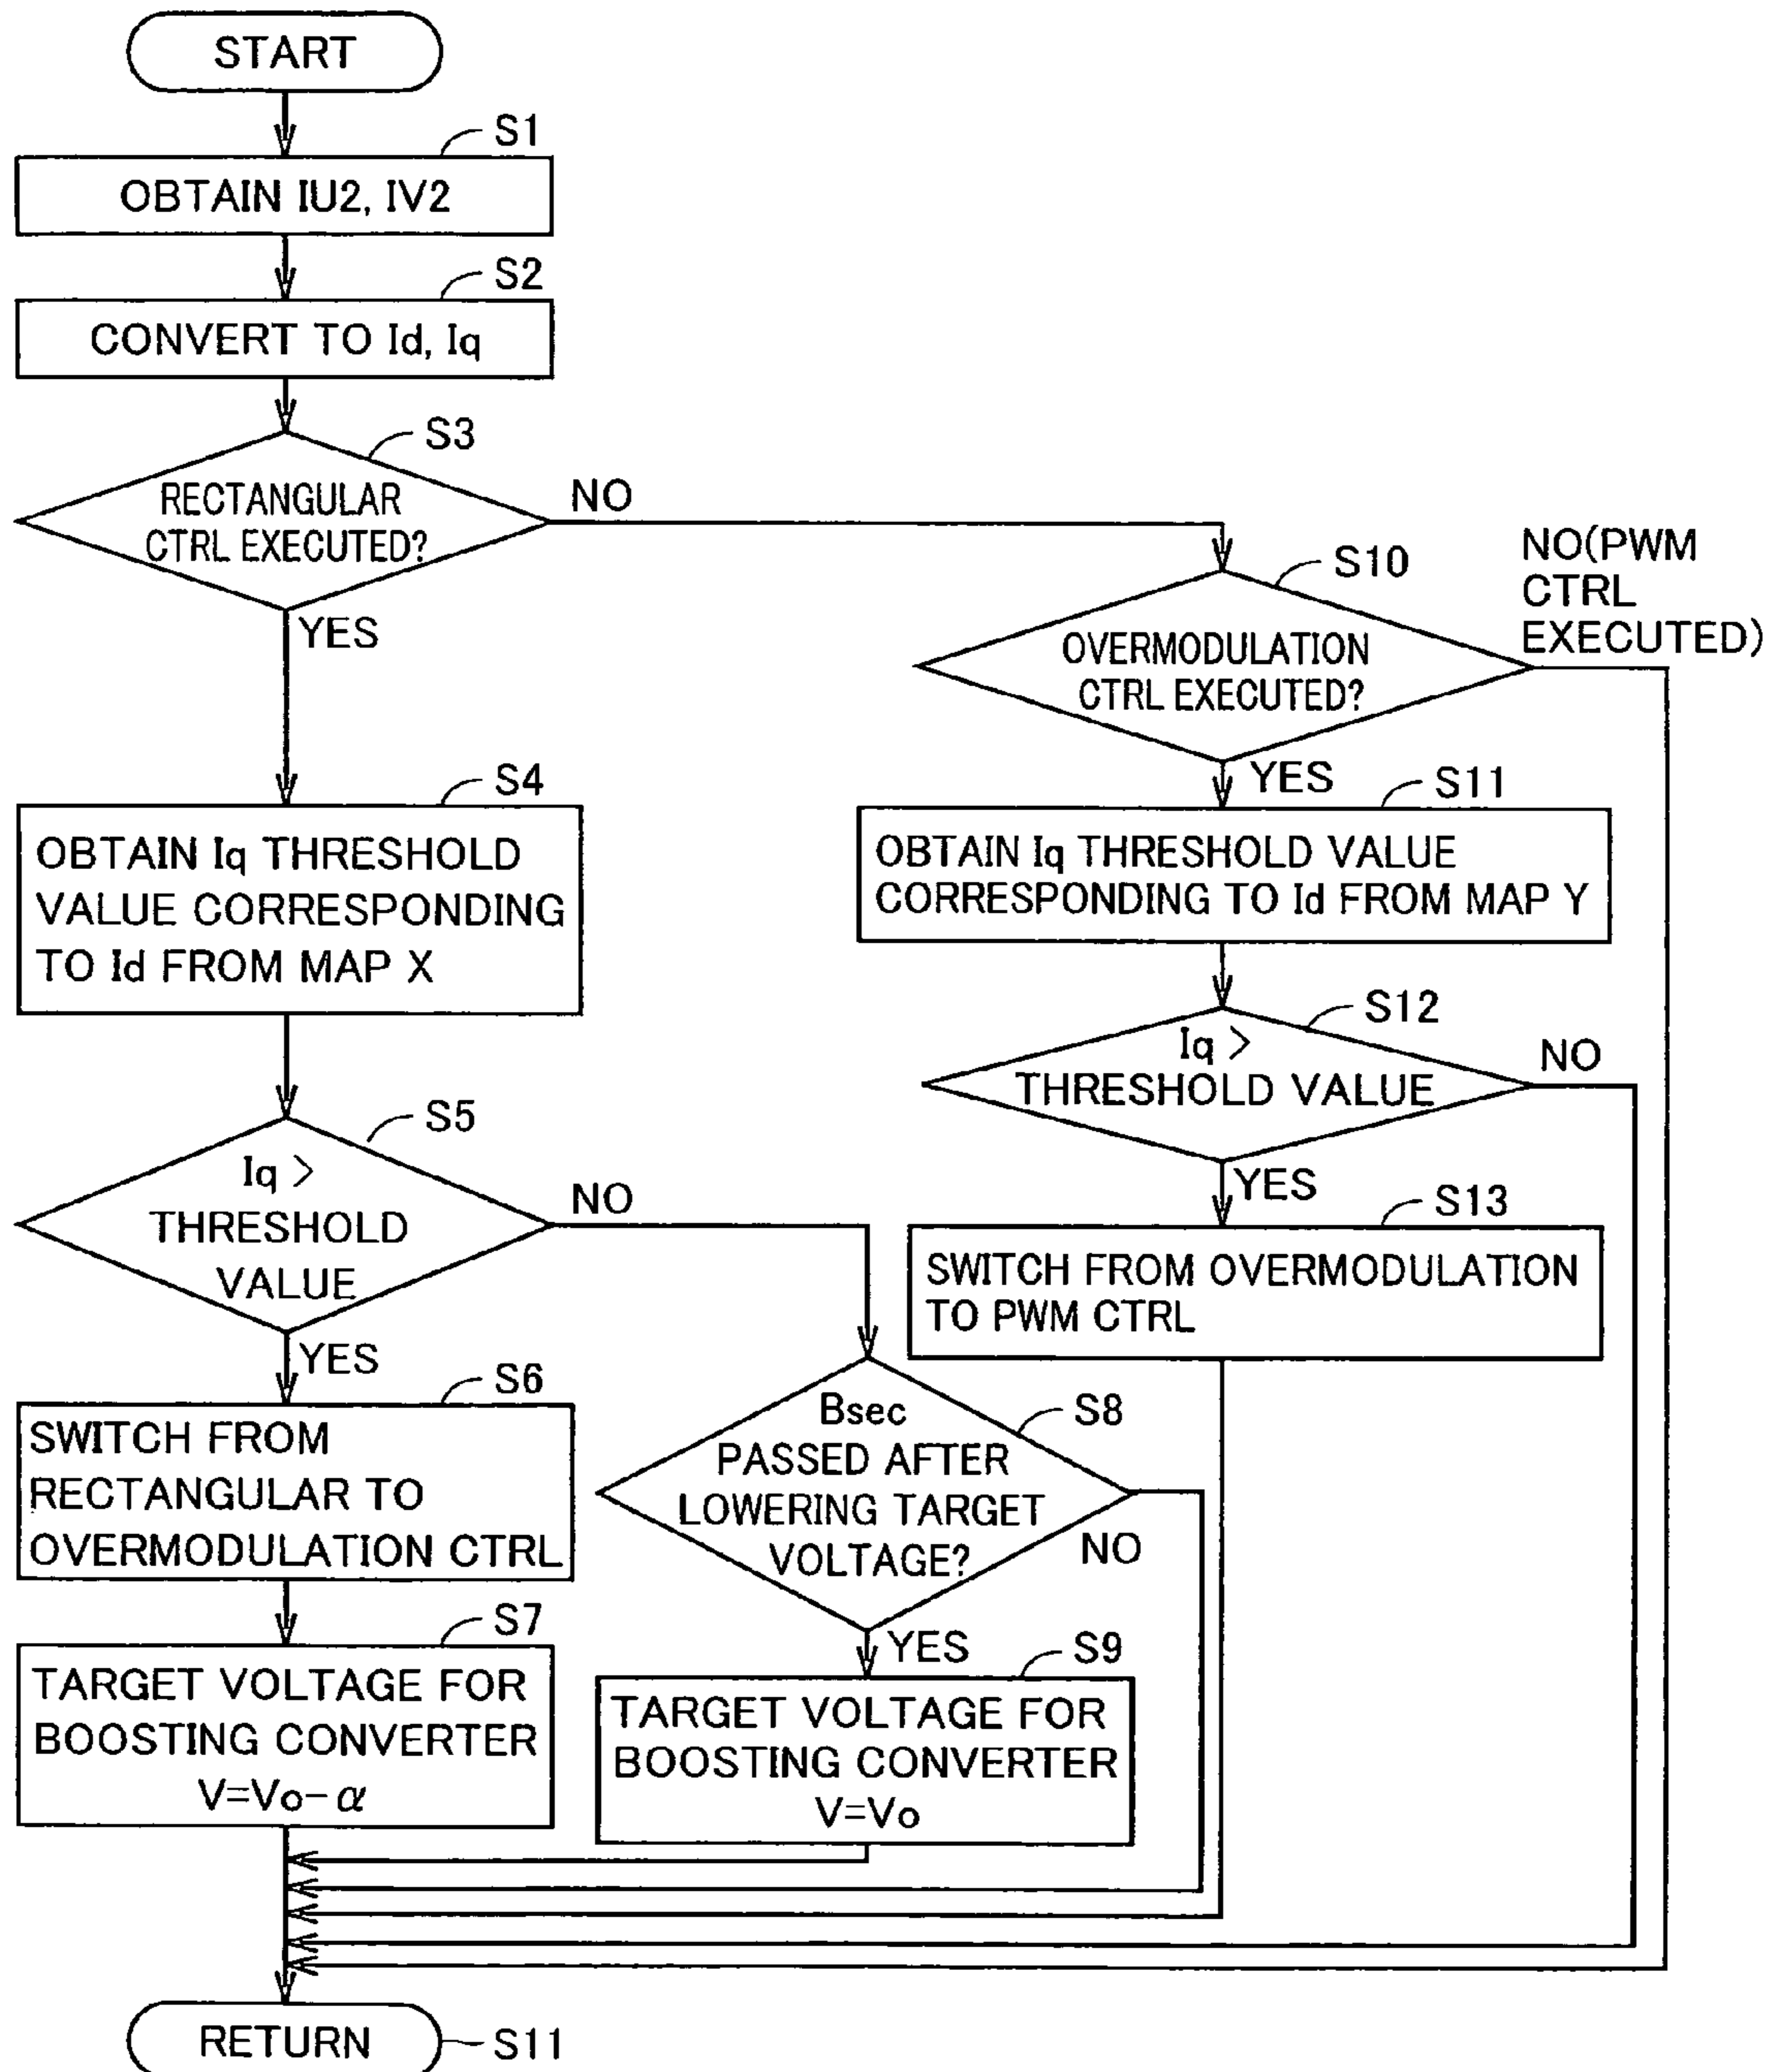 START
S1
OBTAIN IU2, IV2
S2
CONVERT TO Id, Iq
S3
RECTANGULAR
CTRL EXECUTED?
NO
YES
S4
OBTAIN Iq THRESHOLD
VALUE CORRESPONDING
TO Id FROM MAP X
S5
Iq >
THRESHOLD
VALUE
NO
YES
S6
SWITCH FROM
RECTANGULAR TO
OVERMODULATION CTRL
S7
TARGET VOLTAGE FOR
BOOSTING CONVERTER
V=Vo-α
S8
Bsec
PASSED AFTER
LOWERING TARGET
VOLTAGE?
NO
YES
S9
TARGET VOLTAGE FOR
BOOSTING CONVERTER
V=Vo
S10
OVERMODULATION
CTRL EXECUTED?
NO(PWM
CTRL
EXECUTED)
YES
S11
OBTAIN Iq THRESHOLD VALUE
CORRESPONDING TO Id FROM MAP Y
S12
Iq >
THRESHOLD VALUE
NO
YES
S13
SWITCH FROM OVERMODULATION
TO PWM CTRL
RETURN
S11